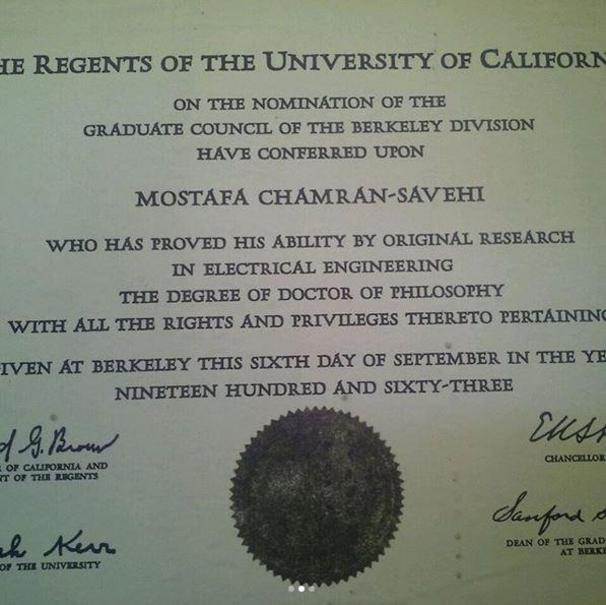 HE REGENTS OF THE UNIVERSITY OF CALIFORN
ON THE NOMINATION OF THE
GRADUATE COUNCIL OF THE BERKELEY DIVISION
HAVE CONFERRED UPON
MOSTAFA CHAMRAN-SAVEHI
WHO HAS PROVED HIS ABILITY BY ORIGINAL RESEARCH
IN ELECTRICAL ENGINEERING
THE DEGREE OF DOCTOR OF PHILOSOPHY
WITH ALL THE RIGHTS AND PRIVILEGES THERETO PERTAINING
IVEN AT BERKELEY THIS SIXTH DAY OF SEPTEMBER IN THE YE
NINETEEN HUNDRED AND SIXTY-THREE
G. Brown
OF CALIFORNIA AND
NT OF THE REGENTS
Kerr
OF THE UNIVERSITY
CHANCELLOR
Sanford
DEAN OF THE GRAD
AT BERKE